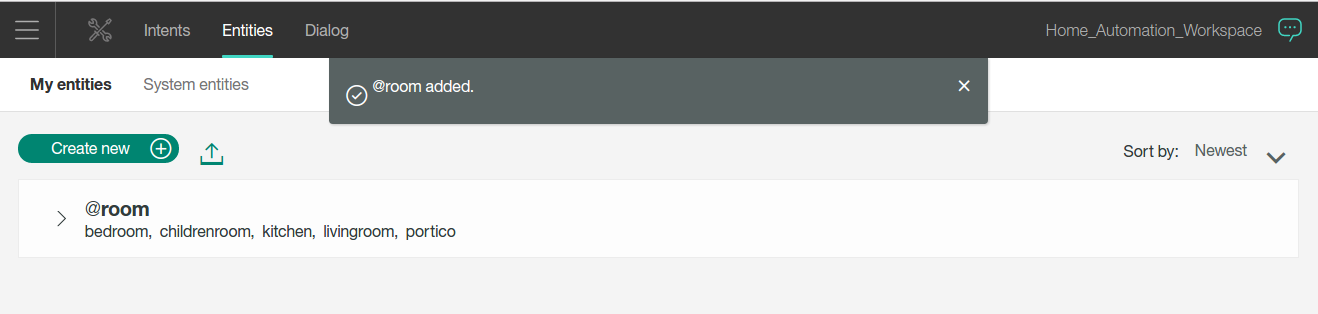 Intents Entities Dialog Home_Automation_Workspace
My entities System entities
@room added.
Create new
Sort by: Newest
@room
bedroom, childrenroom, kitchen, livingroom, portico